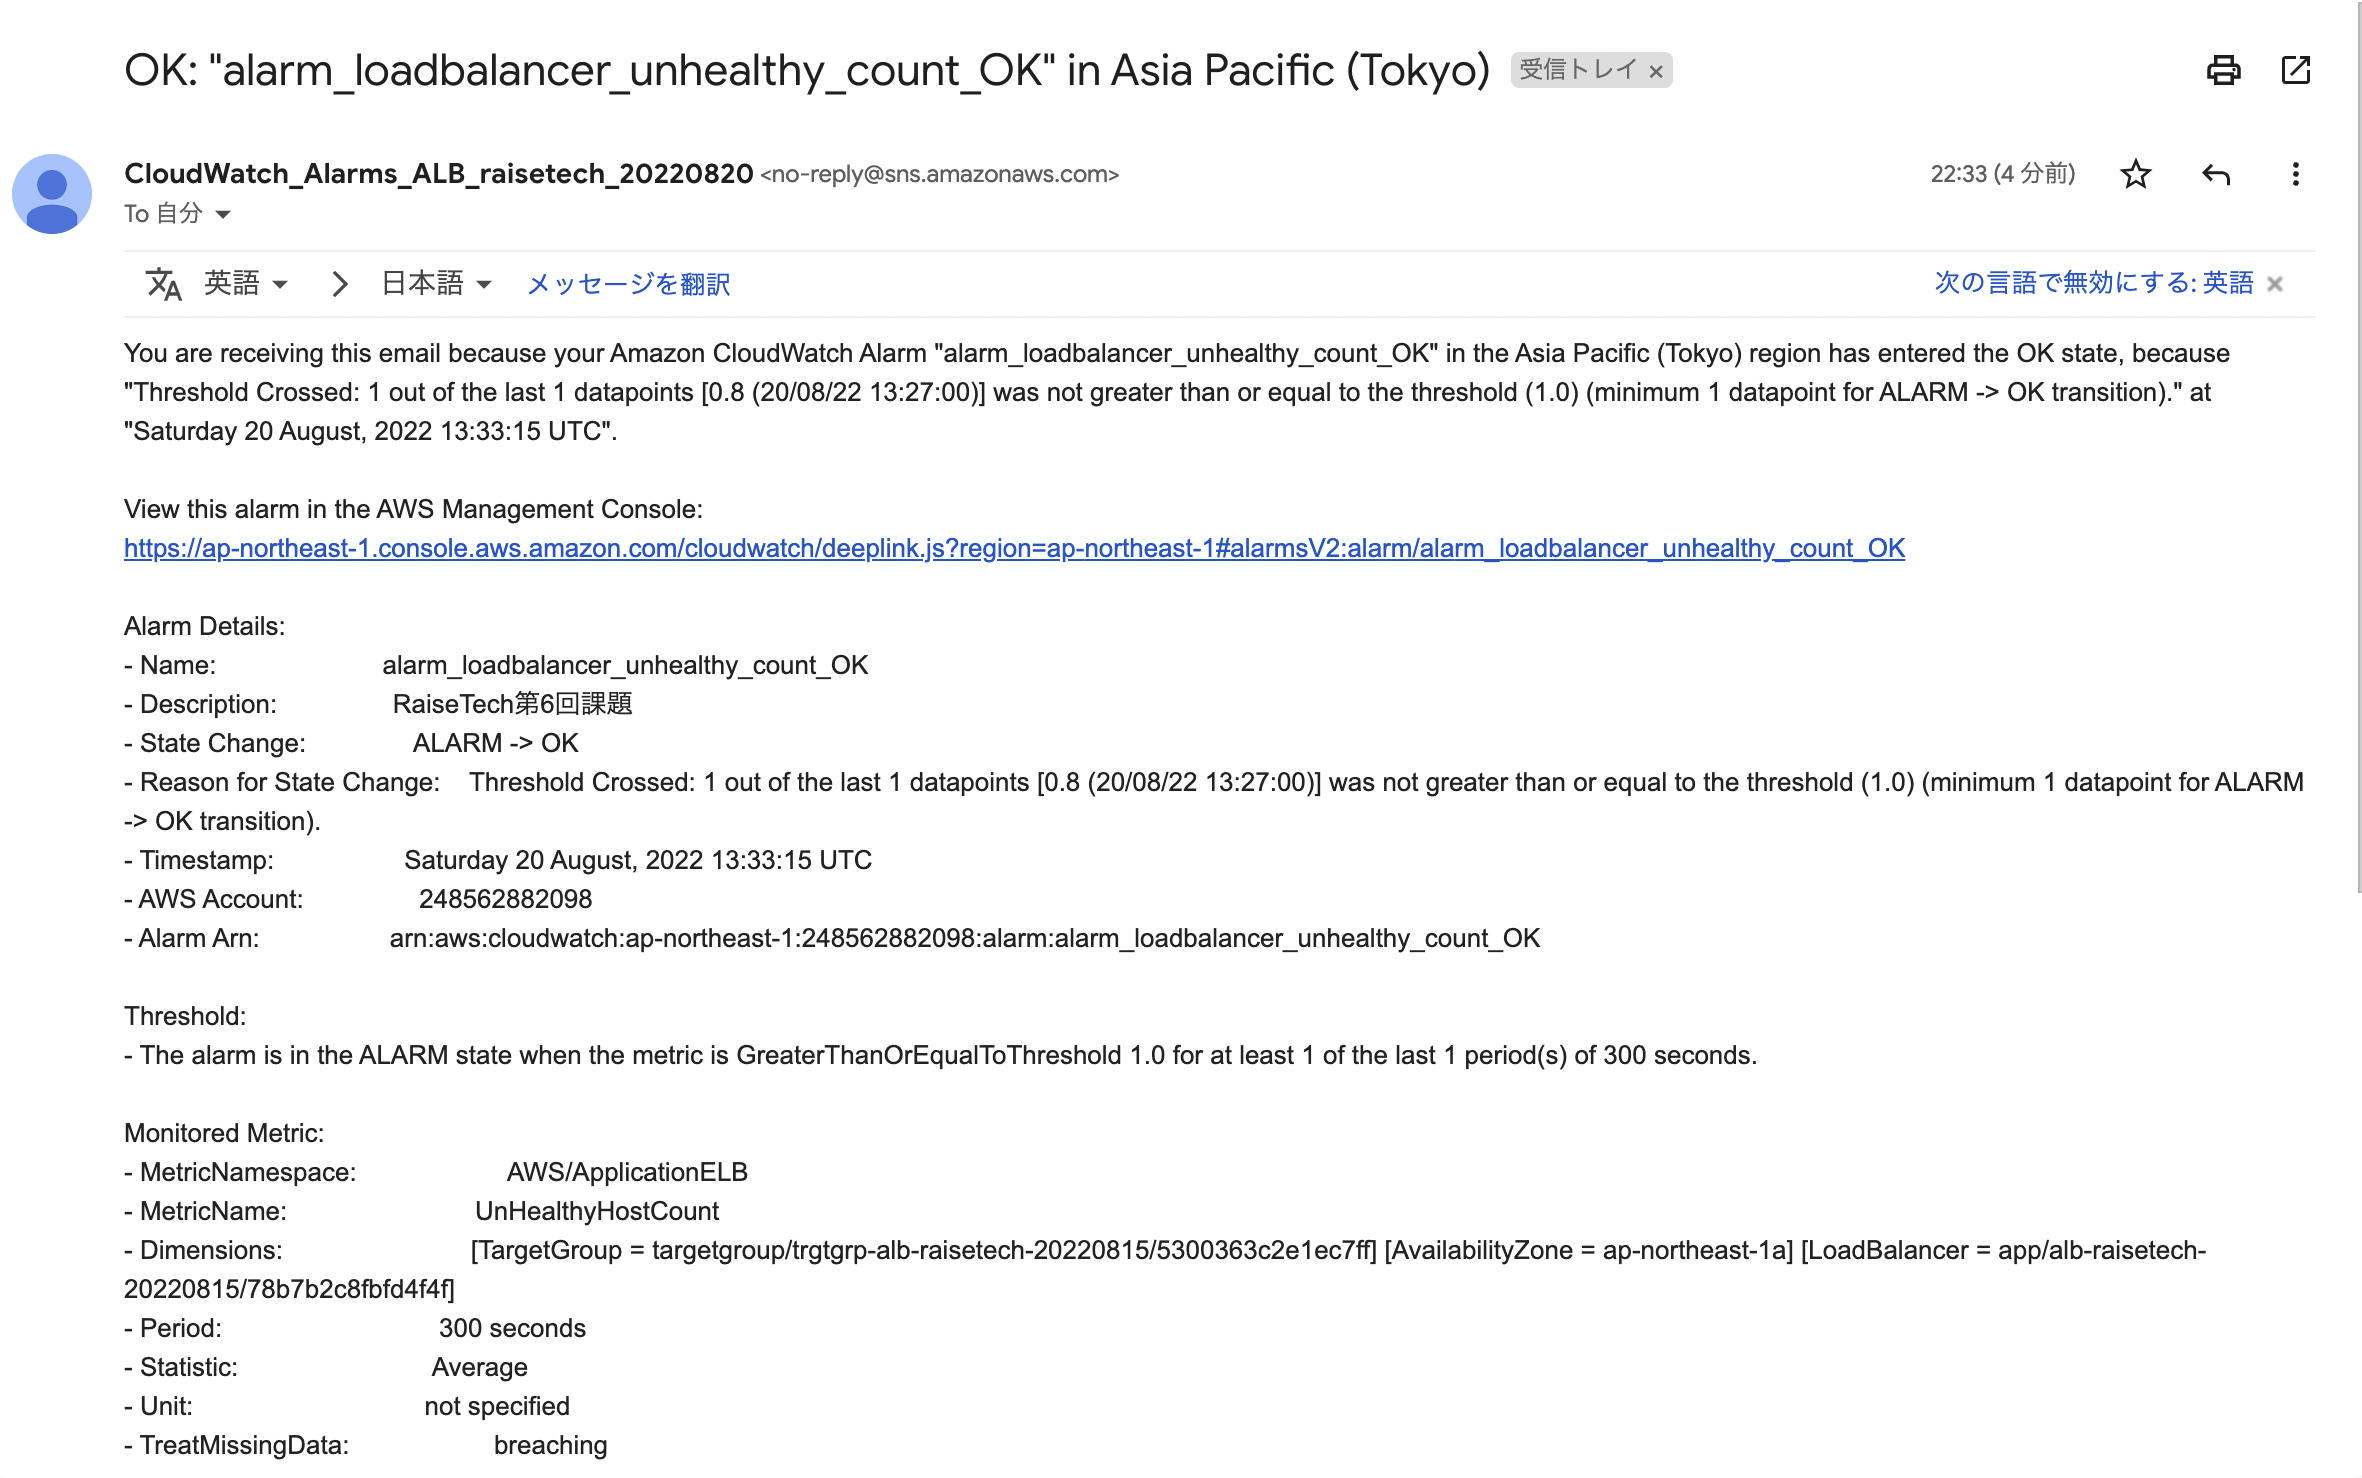 OK: "alarm_loadbalancer_unhealthy_count_OK" in Asia Pacific (Tokyo) 受信トレイ ×
CloudWatch_Alarms_ALB_raisetech_20220820 <no-reply@sns.amazonaws.com> 22:33 (4 分前)
To 自分
英語 > 日本語 メッセージを翻訳 次の言語で無効にする: 英語 ×
You are receiving this email because your Amazon CloudWatch Alarm "alarm_loadbalancer_unhealthy_count_OK" in the Asia Pacific (Tokyo) region has entered the OK state, because
"Threshold Crossed: 1 out of the last 1 datapoints [0.8 (20/08/22 13:27:00)] was not greater than or equal to the threshold (1.0) (minimum 1 datapoint for ALARM -> OK transition)." at
"Saturday 20 August, 2022 13:33:15 UTC".
View this alarm in the AWS Management Console:
https://ap-northeast-1.console.aws.amazon.com/cloudwatch/deeplink.js?region=ap-northeast-1#alarmsV2:alarm/alarm_loadbalancer_unhealthy_count_OK
Alarm Details:
- Name: alarm_loadbalancer_unhealthy_count_OK
- Description: RaiseTech第6回課題
- State Change: ALARM -> OK
- Reason for State Change: Threshold Crossed: 1 out of the last 1 datapoints [0.8 (20/08/22 13:27:00)] was not greater than or equal to the threshold (1.0) (minimum 1 datapoint for ALARM
-> OK transition).
- Timestamp: Saturday 20 August, 2022 13:33:15 UTC
- AWS Account: 248562882098
- Alarm Arn: arn:aws:cloudwatch:ap-northeast-1:248562882098:alarm:alarm_loadbalancer_unhealthy_count_OK
Threshold:
- The alarm is in the ALARM state when the metric is GreaterThanOrEqualToThreshold 1.0 for at least 1 of the last 1 period(s) of 300 seconds.
Monitored Metric:
- MetricNamespace: AWS/ApplicationELB
- MetricName: UnHealthyHostCount
- Dimensions: [TargetGroup = targetgroup/trgtgrp-alb-raisetech-20220815/5300363c2e1ec7ff] [AvailabilityZone = ap-northeast-1a] [LoadBalancer = app/alb-raisetech-
20220815/78b7b2c8fbfd4f4f]
- Period: 300 seconds
- Statistic: Average
- Unit: not specified
- TreatMissingData: breaching